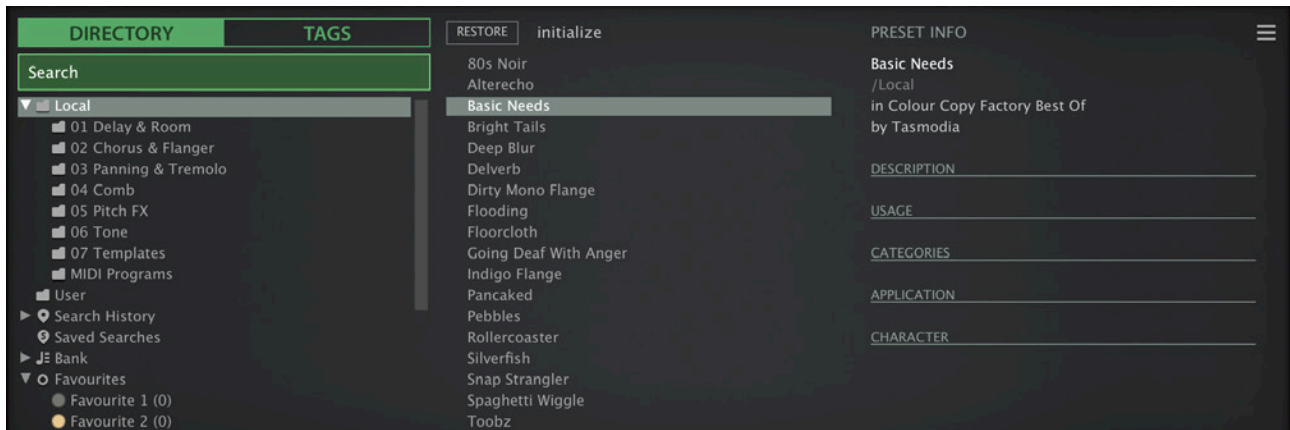 DIRECTORY
TAGS
Search
Local
01 Delay & Room
02 Chorus & Flanger
03 Panning & Tremolo
04 Comb
05 Pitch FX
06 Tone
07 Templates
MIDI Programs
User
Search History
Saved Searches
Bank
Favourites
Favourite 1 (0)
Favourite 2 (0)
RESTORE
initialize
80s Noir
Alterecho
Basic Needs
Bright Tails
Deep Blur
Delverb
Dirty Mono Flange
Flooding
Floorcloth
Going Deaf With Anger
Indigo Flange
Pancaked
Pebbles
Rollercoaster
Silverfish
Snap Strangler
Spaghetti Wiggle
Toobz
PRESET INFO
Basic Needs
/Local
in Colour Copy Factory Best Of
by Tasmodia
DESCRIPTION
USAGE
CATEGORIES
APPLICATION
CHARACTER